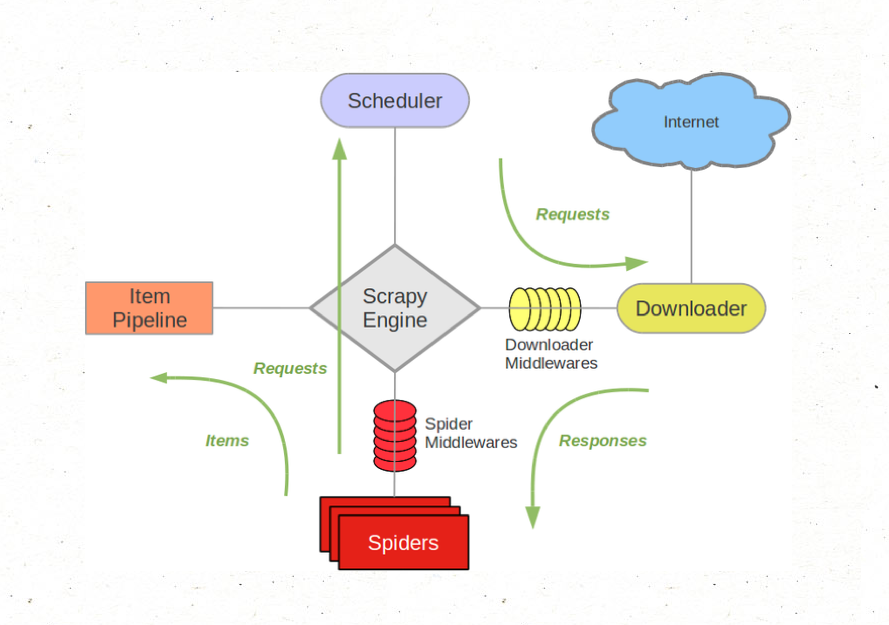 Scheduler
Internet
Requests
Item
Pipeline
Scrapy
Engine
Downloader
Downloader
Middlewares
Requests
Items
Spider
Middlewares
Responses
Spiders